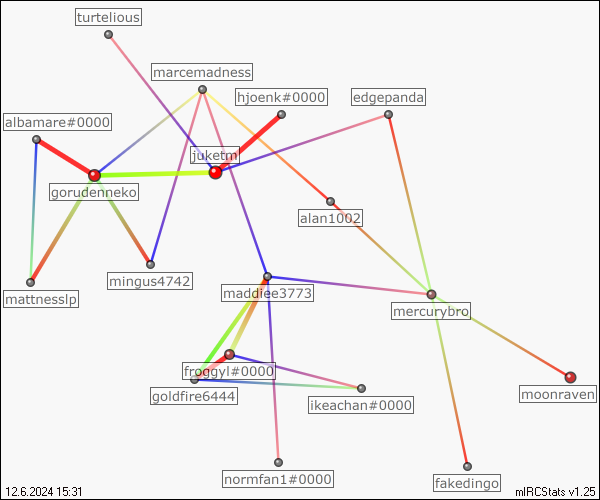 turtelious
marcemadness
hjoenk#0000
edgepanda
albamare#0000
juketm
gorudenneko
alan1002
mingus4742
maddiee3773
mattnesslp
mercurybro
froggyl#0000
goldfire6444
ikeachan#0000
moonraven
normfan1#0000
fakedingo
12.6.2024 15:31
mIRCStats v1.25